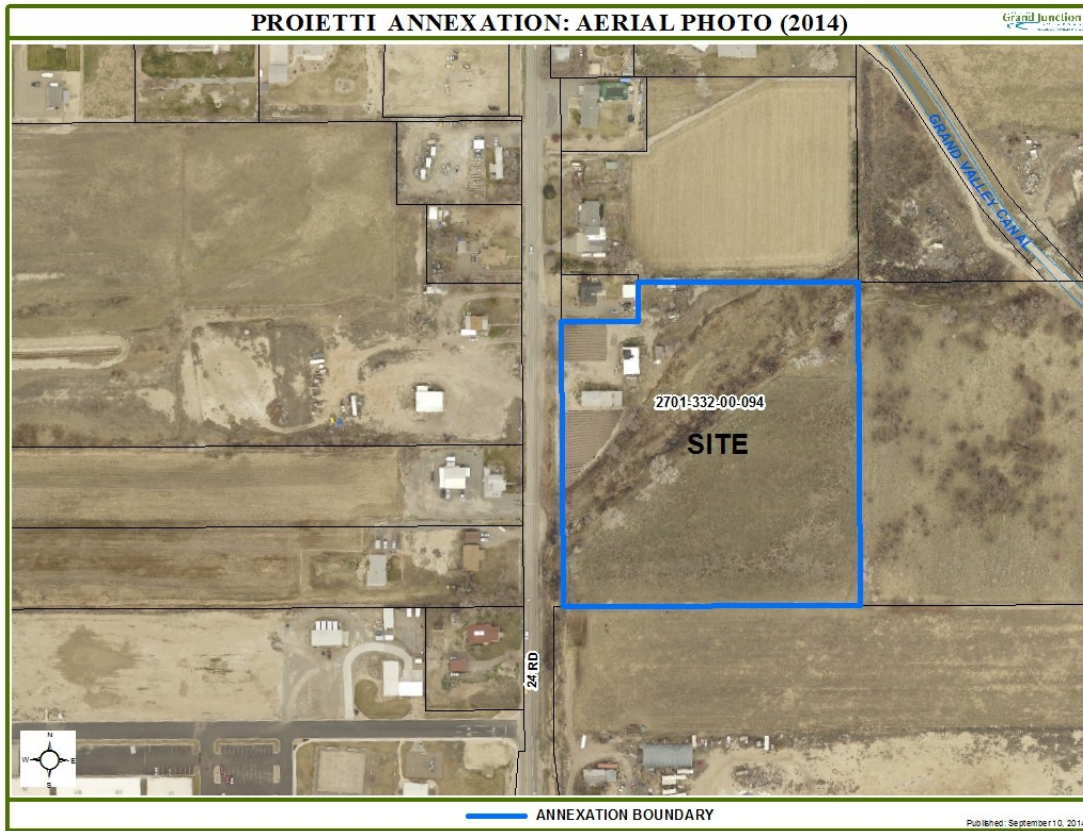 PROIETTI ANNEXATION: AERIAL PHOTO (2014)
Grand Junction
GRAND VALLEY CANAL
2701-332-00-094
SITE
24 RD
N
W E
S
ANNEXATION BOUNDARY
Published: September 10, 2014